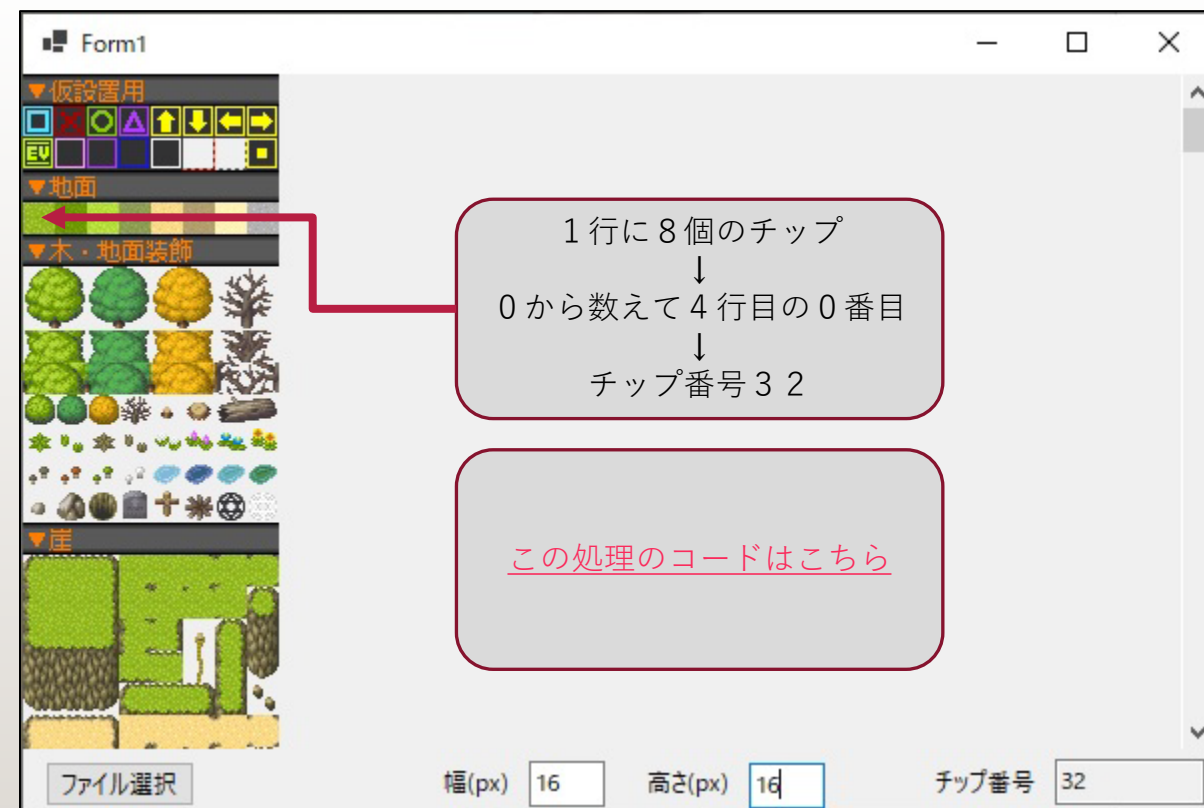 Form1
▼仮設置用
EV
▼地面
▼木・地面装飾
▼崖
１行に８個のチップ
↓
０から数えて４行目の０番目
↓
チップ番号３２
この処理のコードはこちら
ファイル選択
幅(px) 16
高さ(px) 16
チップ番号 32